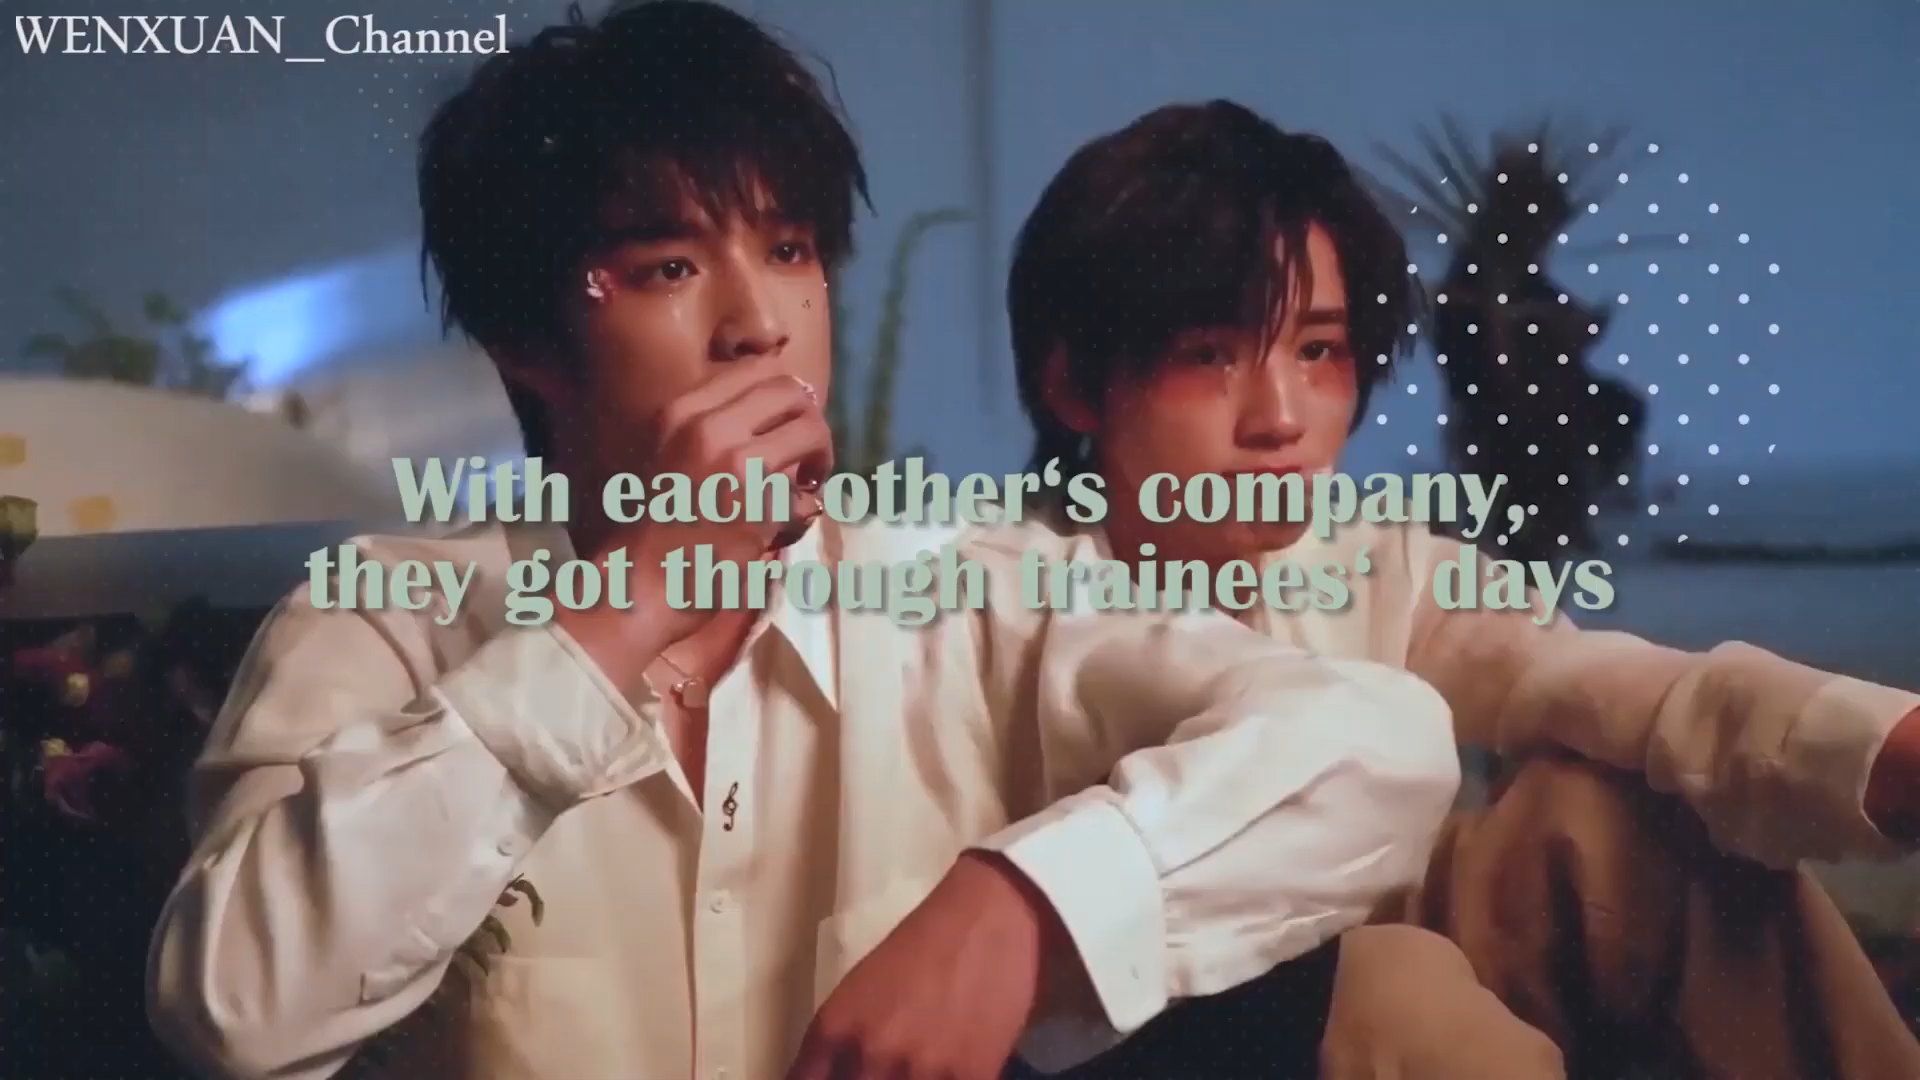 WENXUAN_Channel
With each other‘s company,
they got through trainees‘ days